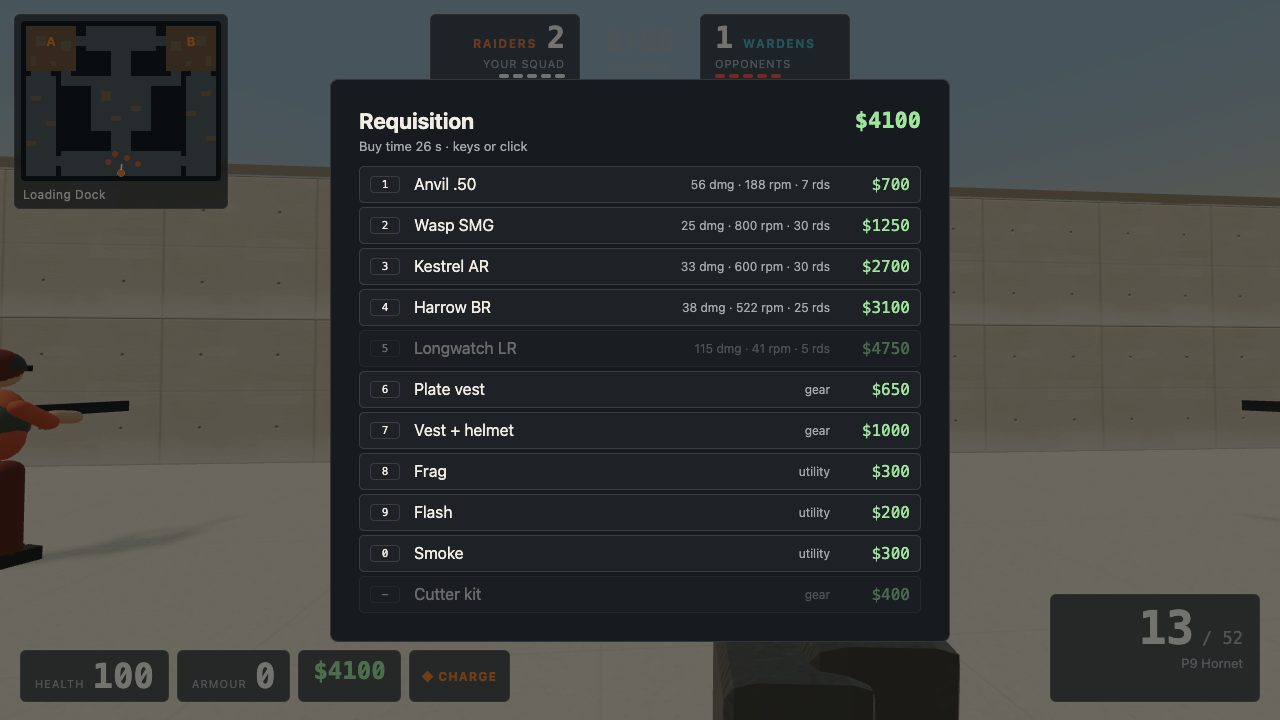 A B
Loading Dock
RAIDERS 2
YOUR SQUAD
1 WARDENS
OPPONENTS
Requisition $4100
Buy time 26 s · keys or click
1 Anvil .50 56 dmg · 188 rpm · 7 rds $700
2 Wasp SMG 25 dmg · 800 rpm · 30 rds $1250
3 Kestrel AR 33 dmg · 600 rpm · 30 rds $2700
4 Harrow BR 38 dmg · 522 rpm · 25 rds $3100
5 Longwatch LR 115 dmg · 41 rpm · 5 rds $4750
6 Plate vest gear $650
7 Vest + helmet gear $1000
8 Frag utility $300
9 Flash utility $200
0 Smoke utility $300
– Cutter kit gear $400
HEALTH 100
ARMOUR 0
$4100
◆ CHARGE
13 / 52
P9 Hornet